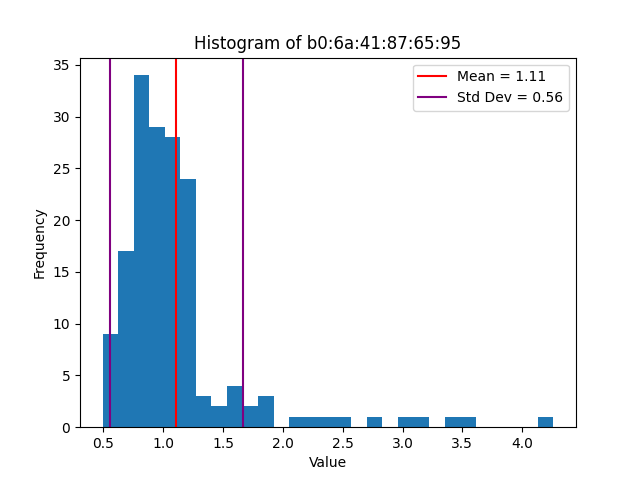 Histogram of b0:6a:41:87:65:95
Mean = 1.11
Std Dev = 0.56
Frequency
35
30
25
20
15
10
5
0
0.5 1.0 1.5 2.0 2.5 3.0 3.5 4.0
Value